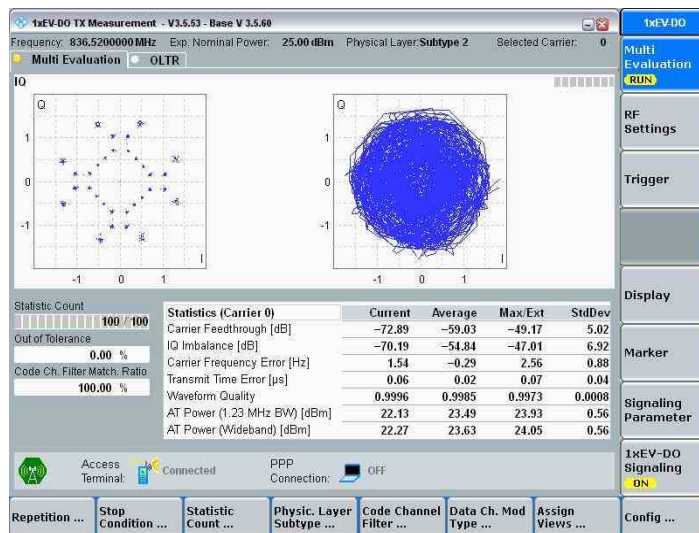 1xEV-DO TX Measurement - V3.5.53 - Base V 3.5.60
1xEV-DO
Frequency: 836.5200000 MHz Exp. Nominal Power: 25.00 dBm Physical Layer: Subtype 2 Selected Carrier: 0
Multi Evaluation OLTR
Multi
Evaluation
RUN
IQ
Q
1
0
-1
I
-1 0 1
Q
1
0
-1
I
-1 0 1
RF
Settings
Trigger
Display
Marker
Signaling
Parameter
1xEV-DO
Signaling
ON
Statistic Count
100 / 100
Out of Tolerance
0.00 %
Code Ch. Filter Match. Ratio
100.00 %
Statistics (Carrier 0) Current Average Max/Ext StdDev
Carrier Feedthrough [dB] -72.89 -59.03 -49.17 5.02
IQ Imbalance [dB] -70.19 -54.84 -47.01 6.92
Carrier Frequency Error [Hz] 1.54 -0.29 2.56 0.88
Transmit Time Error [µs] 0.06 0.02 0.07 0.04
Waveform Quality 0.9996 0.9985 0.9973 0.0008
AT Power (1.23 MHz BW) [dBm] 22.13 23.49 23.93 0.56
AT Power (Wideband) [dBm] 22.27 23.63 24.05 0.56
Access
Terminal: Connected
PPP
Connection: OFF
Repetition ...
Stop
Condition ...
Statistic
Count ...
Physic. Layer
Subtype ...
Code Channel
Filter ...
Data Ch. Mod
Type ...
Assign
Views ...
Config ...